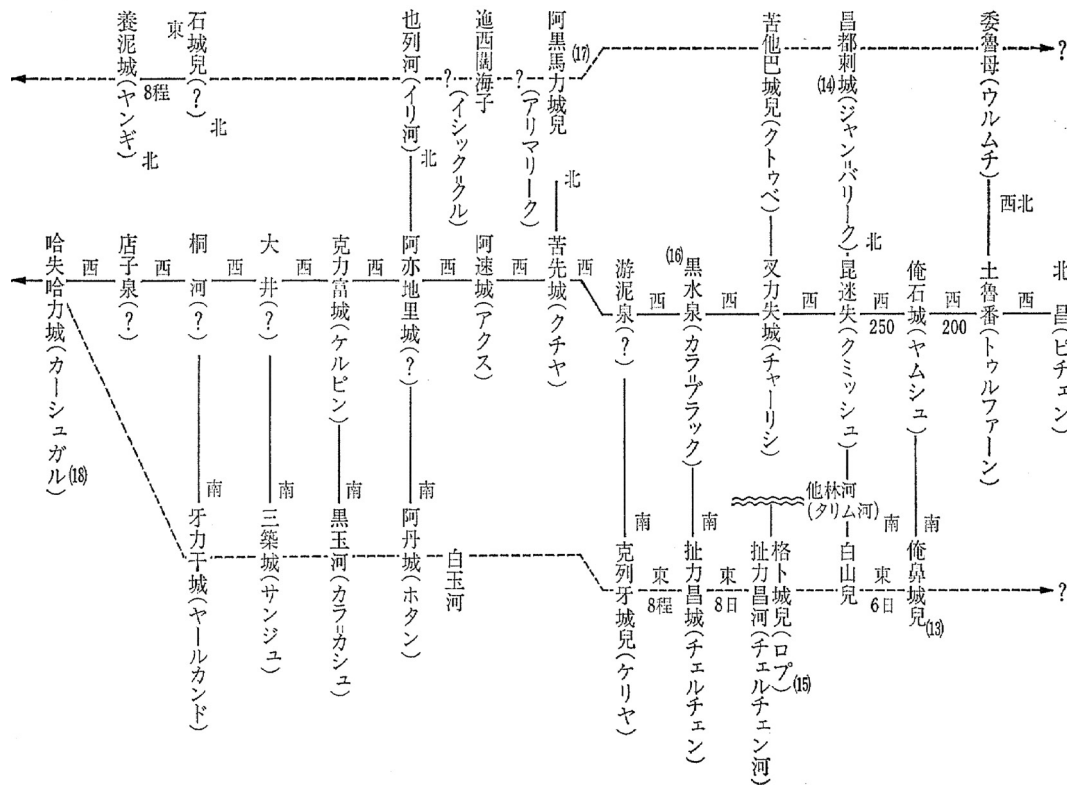 ?
委魯母(ウルムチ)
西北
北昌(ピチェン)
西
土魯番(トゥルファーン)
西
200
俺石城(ヤムシュ)
西
250
南
俺鼻城兒
(13)
昌都剌城(ジャン゠バリーク)
(14)
北
昆迷失(クミッシュ)
西
他林河
(タリム河)
南
白山兒
東
6日
苦他巴城兒(クトゥベ)
叉力失城(チャーリシ)
西
格卜城兒(ロプ)
(15)
扯力昌河(チェルチェン河)
東
8日
(16)
黒水泉(カラ゠ブラック)
西
南
扯力昌城(チェルチェン)
東
8程
游泥泉(?)
西
南
克列牙城兒(ケリヤ)
?
(17)
阿黒馬力城兒
?(アリマリーク)
北
苦先城(クチャ)
西
迤西闊海子
?(イシック゠クル)
阿速城(アクス)
西
白玉河
也列河(イリ河)
北
阿亦地里城(?)
西
南
阿丹城(ホタン)
克力富城(ケルピン)
西
南
黒玉河(カラ゠カシュ)
大井(?)
西
南
三築城(サンジュ)
石城兒(?)
北
東
8程
桐河(?)
西
南
牙力干城(ヤールカンド)
養泥城(ヤンギ)
北
店子泉(?)
西
哈失哈力城(カーシュガル)
(18)